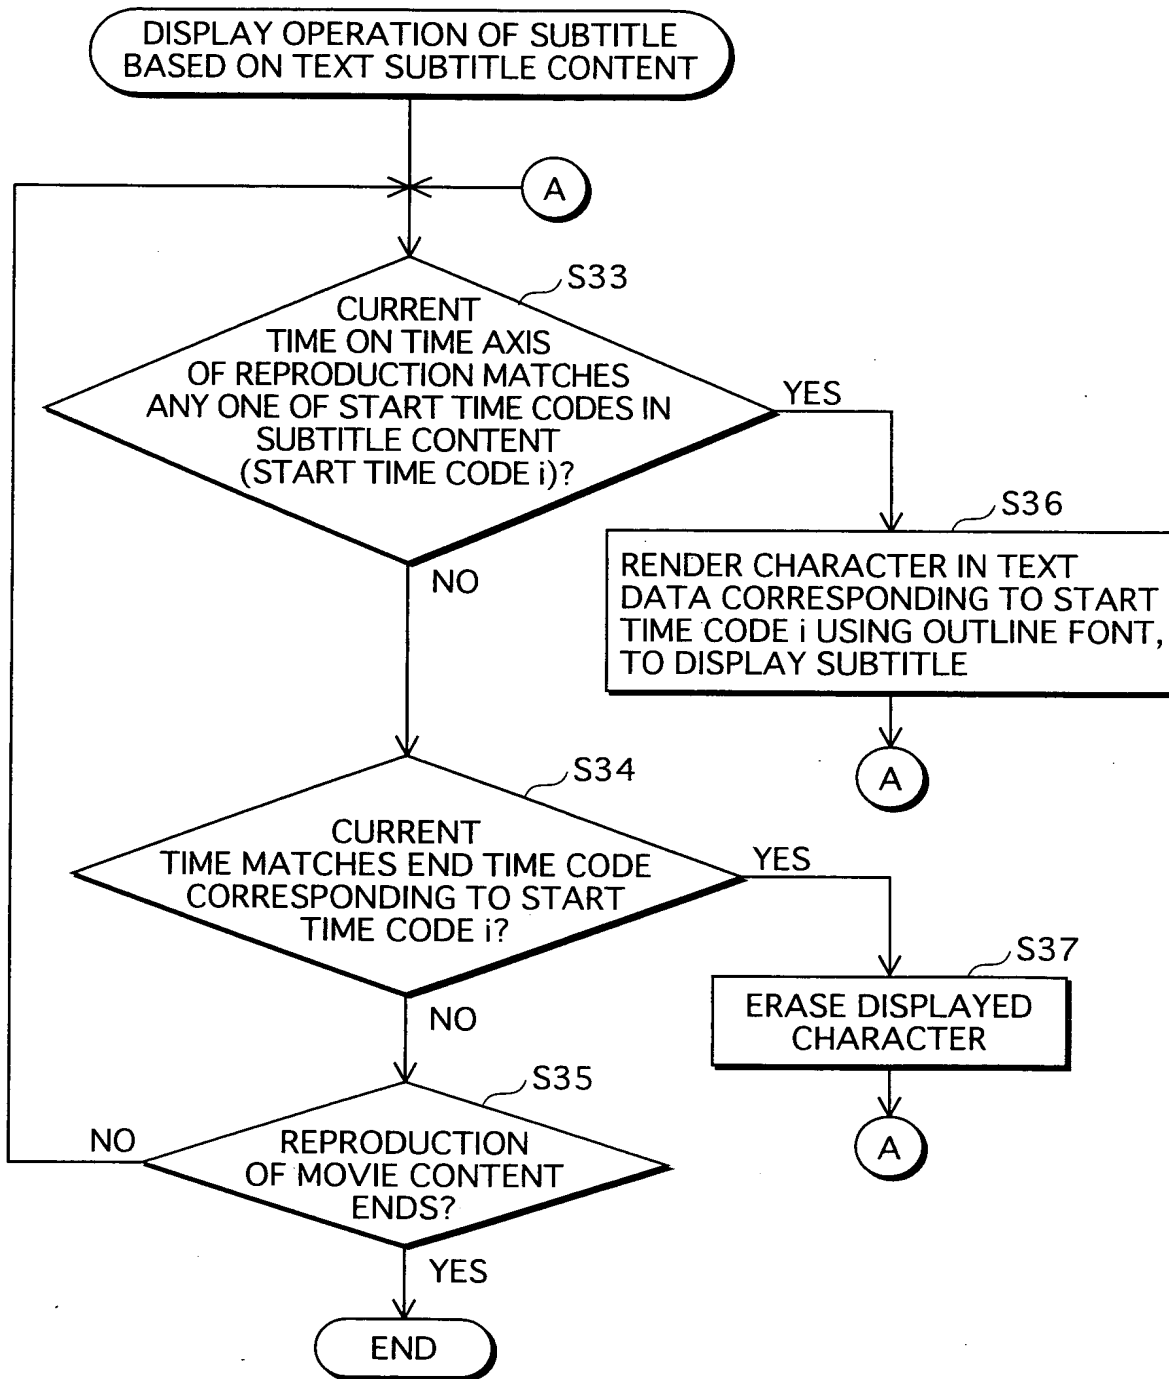 DISPLAY OPERATION OF SUBTITLE
BASED ON TEXT SUBTITLE CONTENT
A
S33
CURRENT
TIME ON TIME AXIS
OF REPRODUCTION MATCHES
ANY ONE OF START TIME CODES IN
SUBTITLE CONTENT
(START TIME CODE i)?
YES
NO
S36
RENDER CHARACTER IN TEXT
DATA CORRESPONDING TO START
TIME CODE i USING OUTLINE FONT,
TO DISPLAY SUBTITLE
A
S34
CURRENT
TIME MATCHES END TIME CODE
CORRESPONDING TO START
TIME CODE i?
YES
NO
S37
ERASE DISPLAYED
CHARACTER
A
S35
REPRODUCTION
OF MOVIE CONTENT
ENDS?
NO
YES
END